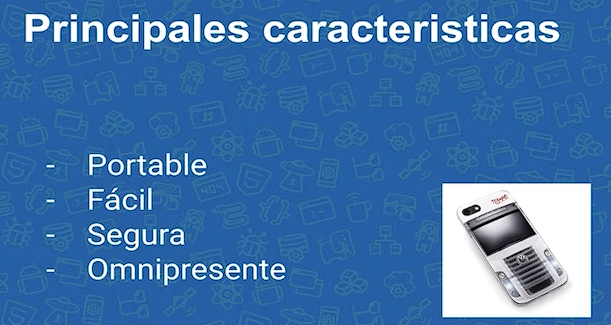 Principales caracteristicas
- Portable
- Fácil
- Segura
- Omnipresente